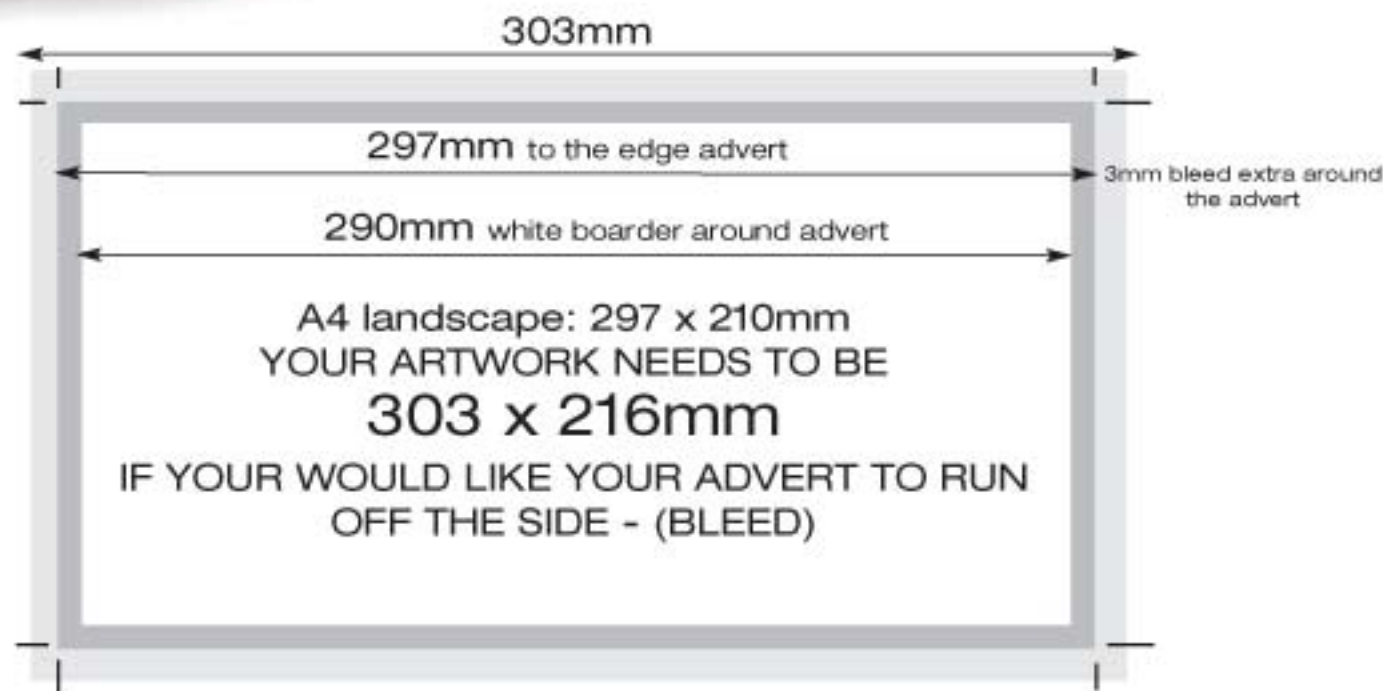 303mm
297mm to the edge advert
3mm bleed extra around
the advert
290mm white boarder around advert
A4 landscape: 297 x 210mm
YOUR ARTWORK NEEDS TO BE
303 x 216mm
IF YOUR WOULD LIKE YOUR ADVERT TO RUN
OFF THE SIDE - (BLEED)